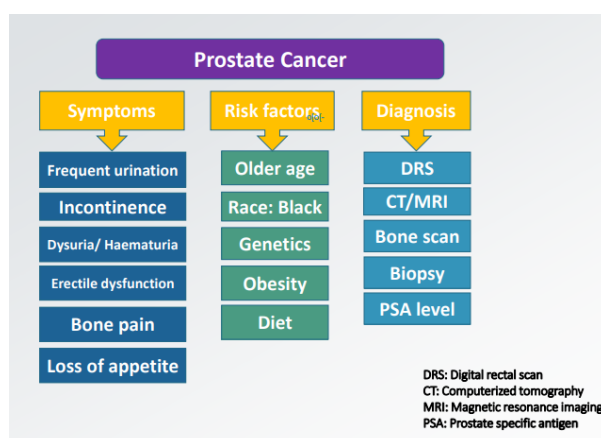 Prostate Cancer
Symptoms
Frequent urination
Incontinence
Dysuria/ Haematuria
Erectile dysfunction
Bone pain
Loss of appetite
Risk factors
Older age
Race: Black
Genetics
Obesity
Diet
Diagnosis
DRS
CT/MRI
Bone scan
Biopsy
PSA level
DRS: Digital rectal scan
CT: Computerized tomography
MRI: Magnetic resonance imaging
PSA: Prostate specific antigen